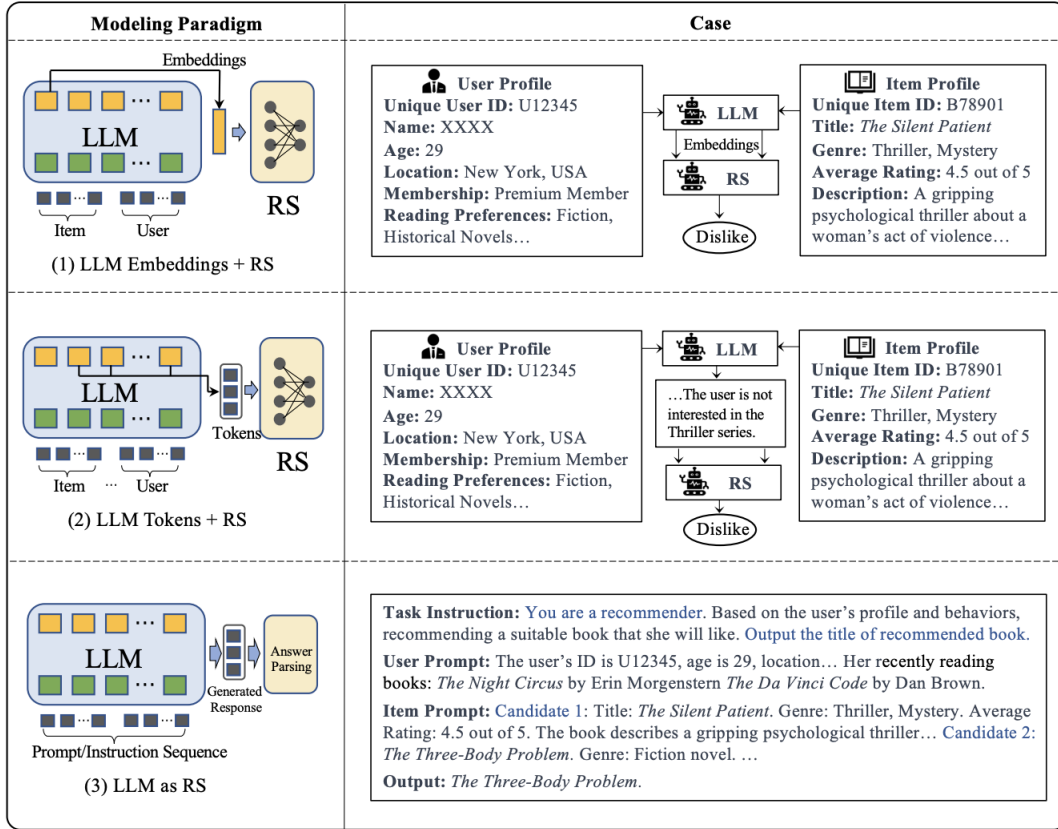 Modeling Paradigm
Case
Embeddings
LLM
Item
User
RS
(1) LLM Embeddings + RS
User Profile
Unique User ID: U12345
Name: XXXX
Age: 29
Location: New York, USA
Membership: Premium Member
Reading Preferences: Fiction,
Historical Novels…
LLM
Embeddings
RS
Dislike
Item Profile
Unique Item ID: B78901
Title: The Silent Patient
Genre: Thriller, Mystery
Average Rating: 4.5 out of 5
Description: A gripping
psychological thriller about a
woman's act of violence…
LLM
Tokens
RS
Item
...
User
(2) LLM Tokens + RS
User Profile
Unique User ID: U12345
Name: XXXX
Age: 29
Location: New York, USA
Membership: Premium Member
Reading Preferences: Fiction,
Historical Novels…
LLM
…The user is not
interested in the
Thriller series.
RS
Dislike
Item Profile
Unique Item ID: B78901
Title: The Silent Patient
Genre: Thriller, Mystery
Average Rating: 4.5 out of 5
Description: A gripping
psychological thriller about a
woman's act of violence…
LLM
Generated
Response
Answer
Parsing
Prompt/Instruction Sequence
(3) LLM as RS
Task Instruction: You are a recommender. Based on the user's profile and behaviors,
recommending a suitable book that she will like. Output the title of recommended book.
User Prompt: The user's ID is U12345, age is 29, location… Her recently reading
books: The Night Circus by Erin Morgenstern The Da Vinci Code by Dan Brown.
Item Prompt: Candidate 1: Title: The Silent Patient. Genre: Thriller, Mystery. Average
Rating: 4.5 out of 5. The book describes a gripping psychological thriller… Candidate 2:
The Three-Body Problem. Genre: Fiction novel. …
Output: The Three-Body Problem.